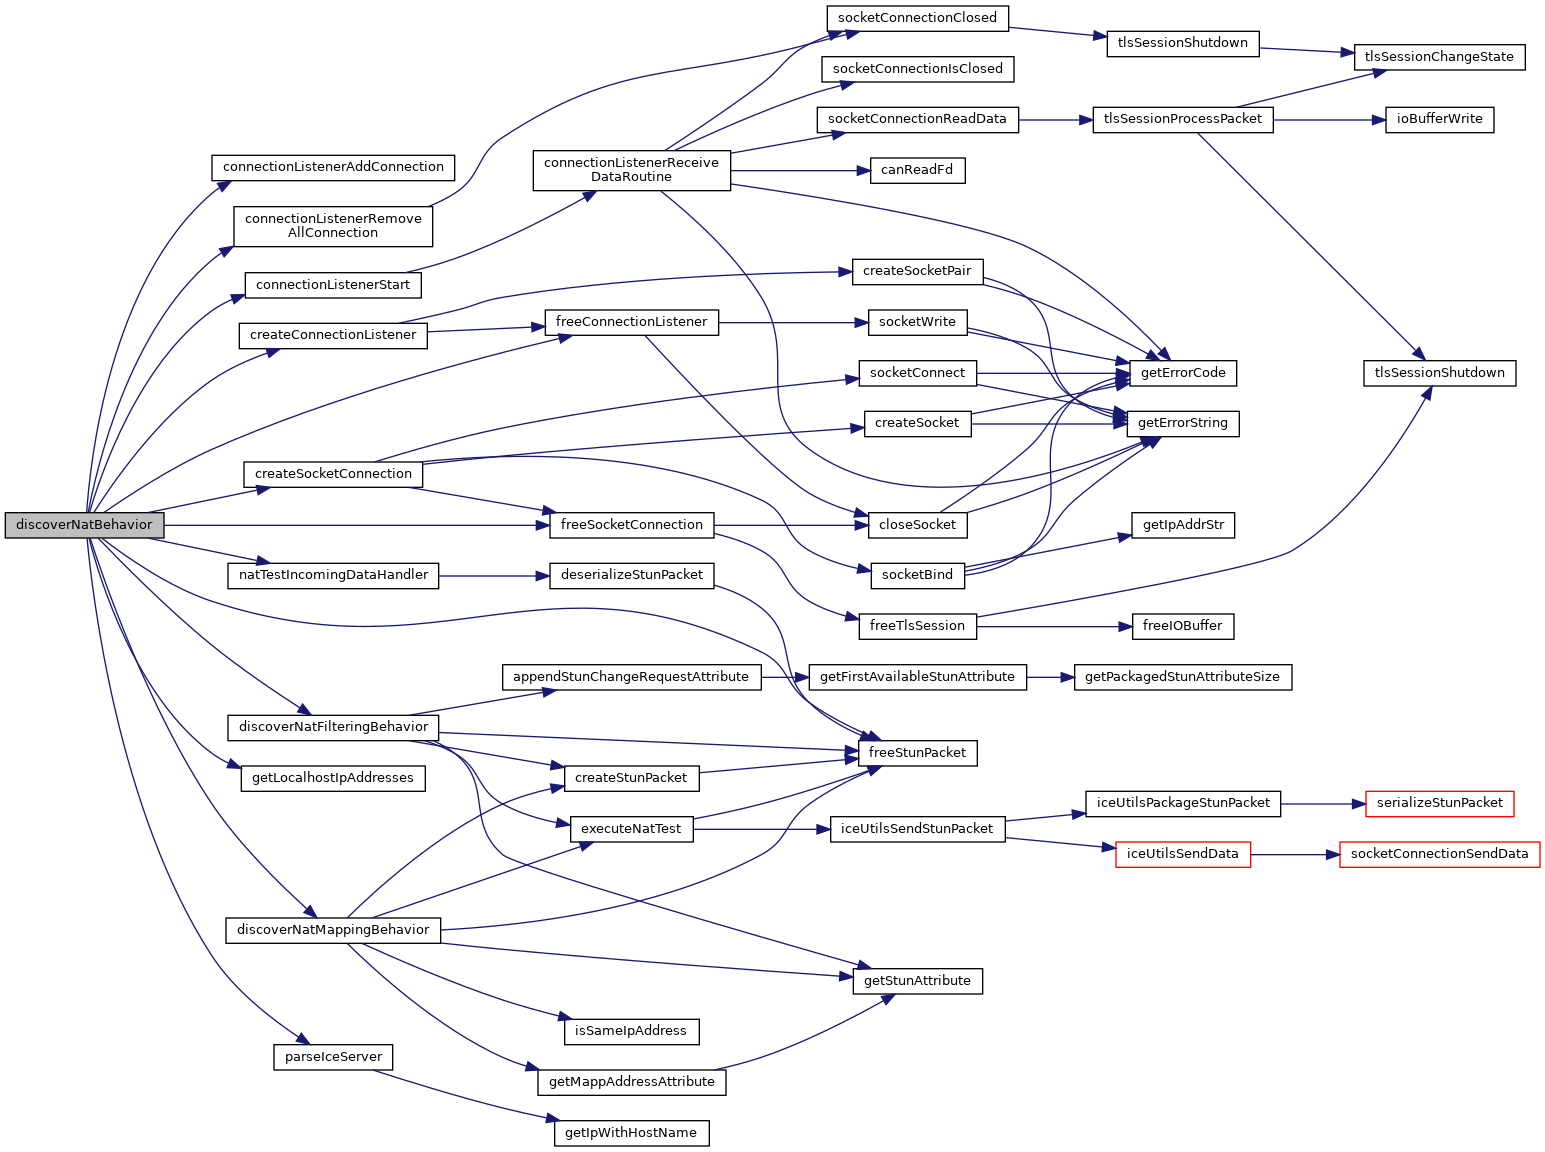 socketConnectionClosed
tlsSessionShutdown
tlsSessionChangeState
socketConnectionIsClosed
socketConnectionReadData
tlsSessionProcessPacket
ioBufferWrite
connectionListenerAddConnection
connectionListenerReceive
DataRoutine
canReadFd
connectionListenerRemove
AllConnection
connectionListenerStart
createSocketPair
createConnectionListener
freeConnectionListener
socketWrite
socketConnect
getErrorCode
tlsSessionShutdown
createSocket
getErrorString
createSocketConnection
discoverNatBehavior
freeSocketConnection
closeSocket
getIpAddrStr
natTestIncomingDataHandler
deserializeStunPacket
socketBind
freeTlsSession
freeIOBuffer
appendStunChangeRequestAttribute
getFirstAvailableStunAttribute
getPackagedStunAttributeSize
discoverNatFilteringBehavior
freeStunPacket
getLocalhostIpAddresses
createStunPacket
iceUtilsPackageStunPacket
serializeStunPacket
executeNatTest
iceUtilsSendStunPacket
iceUtilsSendData
socketConnectionSendData
discoverNatMappingBehavior
getStunAttribute
isSameIpAddress
parseIceServer
getMappAddressAttribute
getIpWithHostName